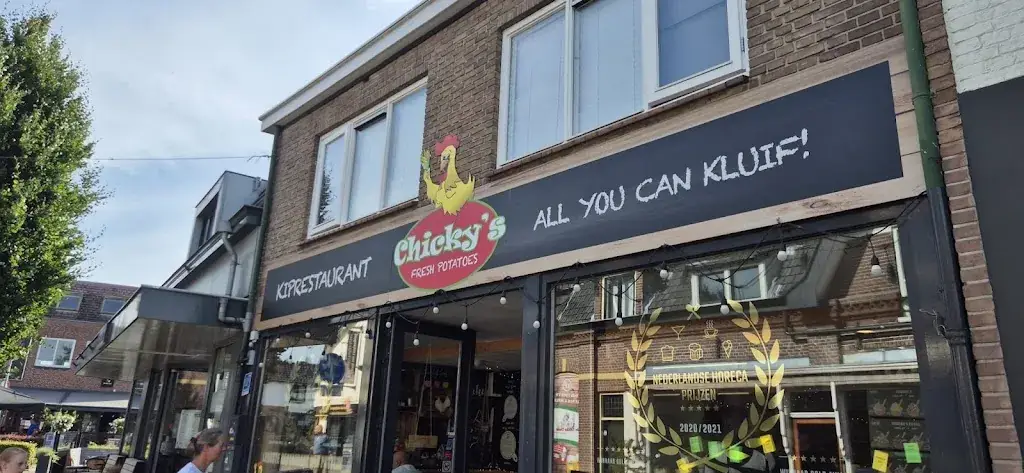 KIPRESTAURANT
Chicky's
FRESH POTATOES
ALL YOU CAN KLUIF!
NEDERLANDSE HORECA
PRIJZEN
2020/2021